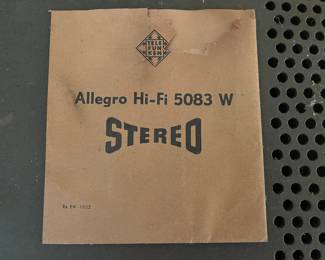 TELE
FUN
KEN
Allegro Hi-Fi 5083 W
STEREO